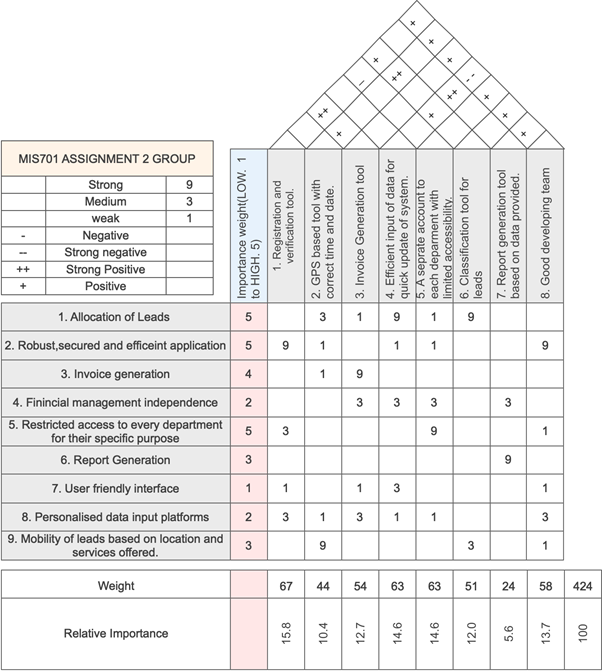 MIS701 ASSIGNMENT 2 GROUP
Strong 9
Medium 3
weak 1
- Negative
-- Strong negative
++ Strong Positive
+ Positive
Importance weight(LOW. 1
to HIGH. 5)
1. Registration and
verification tool.
2. GPS based tool with
correct time and date.
3. Invoice Generation tool
4. Efficient input of data for
quick update of system.
5. A seprate account to
each deparment with
limited accessibility.
6. Classification tool for
leads
7. Report generation tool
based on data provided.
8. Good developing team
1. Allocation of Leads 5 3 1 9 1 9
2. Robust,secured and efficeint application 5 9 1 1 1 9
3. Invoice generation 4 1 9
4. Finincial management independence 2 3 3 3 3
5. Restricted access to every department
for their specific purpose 5 3 9 1
6. Report Generation 3 9
7. User friendly interface 1 1 1 3 1
8. Personalised data input platforms 2 3 1 3 1 1 3
9. Mobility of leads based on location and
services offered. 3 9 3 1
Weight 67 44 54 63 63 51 24 58 424
Relative Importance 15.8 10.4 12.7 14.6 14.6 12.0 5.6 13.7 100